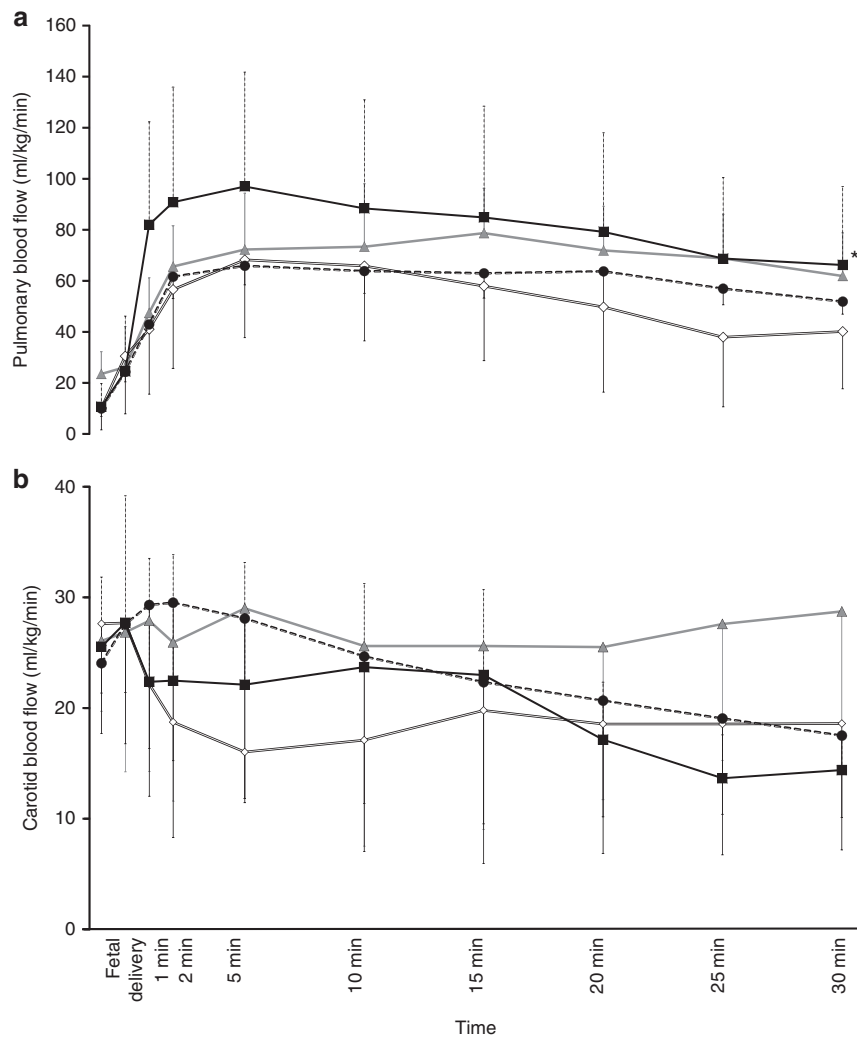 a
160
140
120
100
80
60
40
20
0
Pulmonary blood flow (ml/kg/min)
*
b
40
30
20
10
0
Carotid blood flow (ml/kg/min)
Fetal
delivery
1 min
2 min
5 min
10 min
15 min
20 min
25 min
30 min
Time